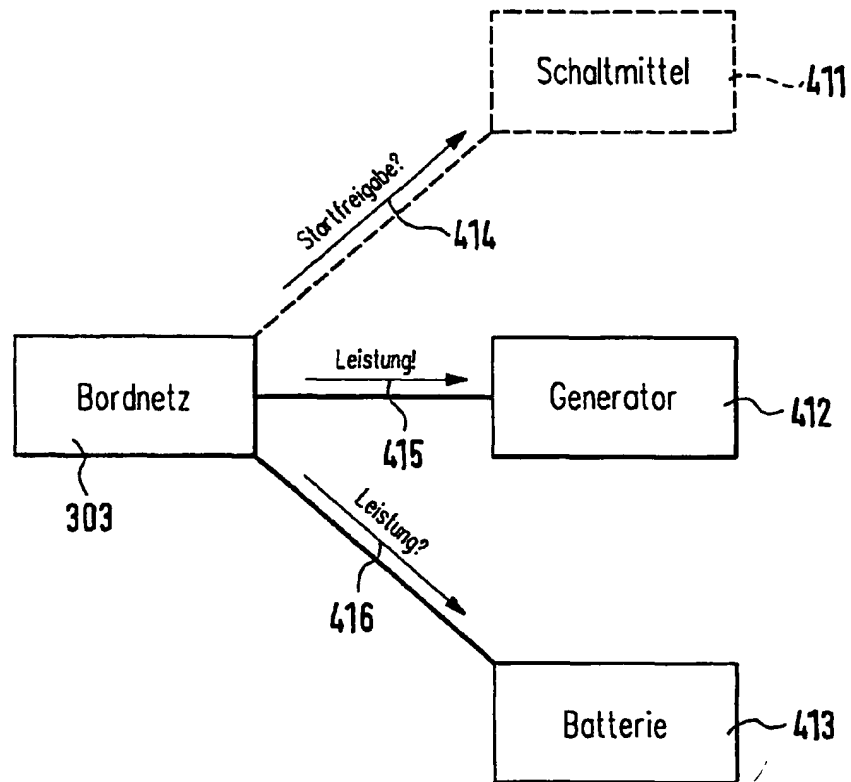 Schaltmittel
411
Startfreigabe?
414
Leistung!
Bordnetz
Generator
415
412
303
Leistung?
416
Batterie
413